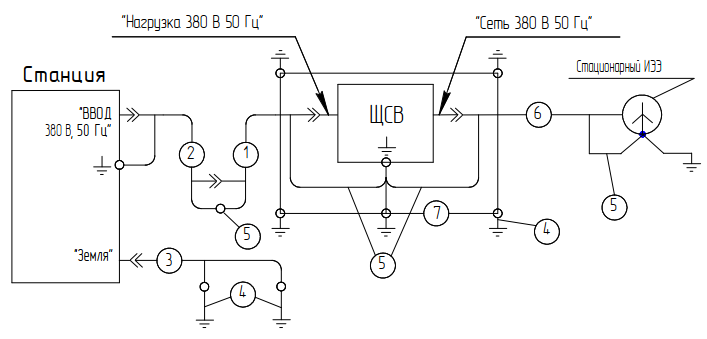 "Нагрузка 380 В 50 Гц"
"Сеть 380 В 50 Гц"
Станция
Стационарный ИЭЭ
"ВВОД
380 В, 50 Гц"
ЩСВ
6
2
1
5
7
4
5
5
"Земля"
3
4